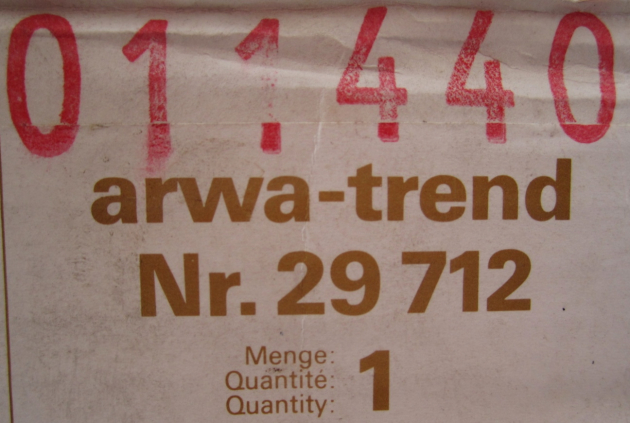 011440
arwa-trend
Nr. 29 712
Menge:
Quantité:
Quantity: 1